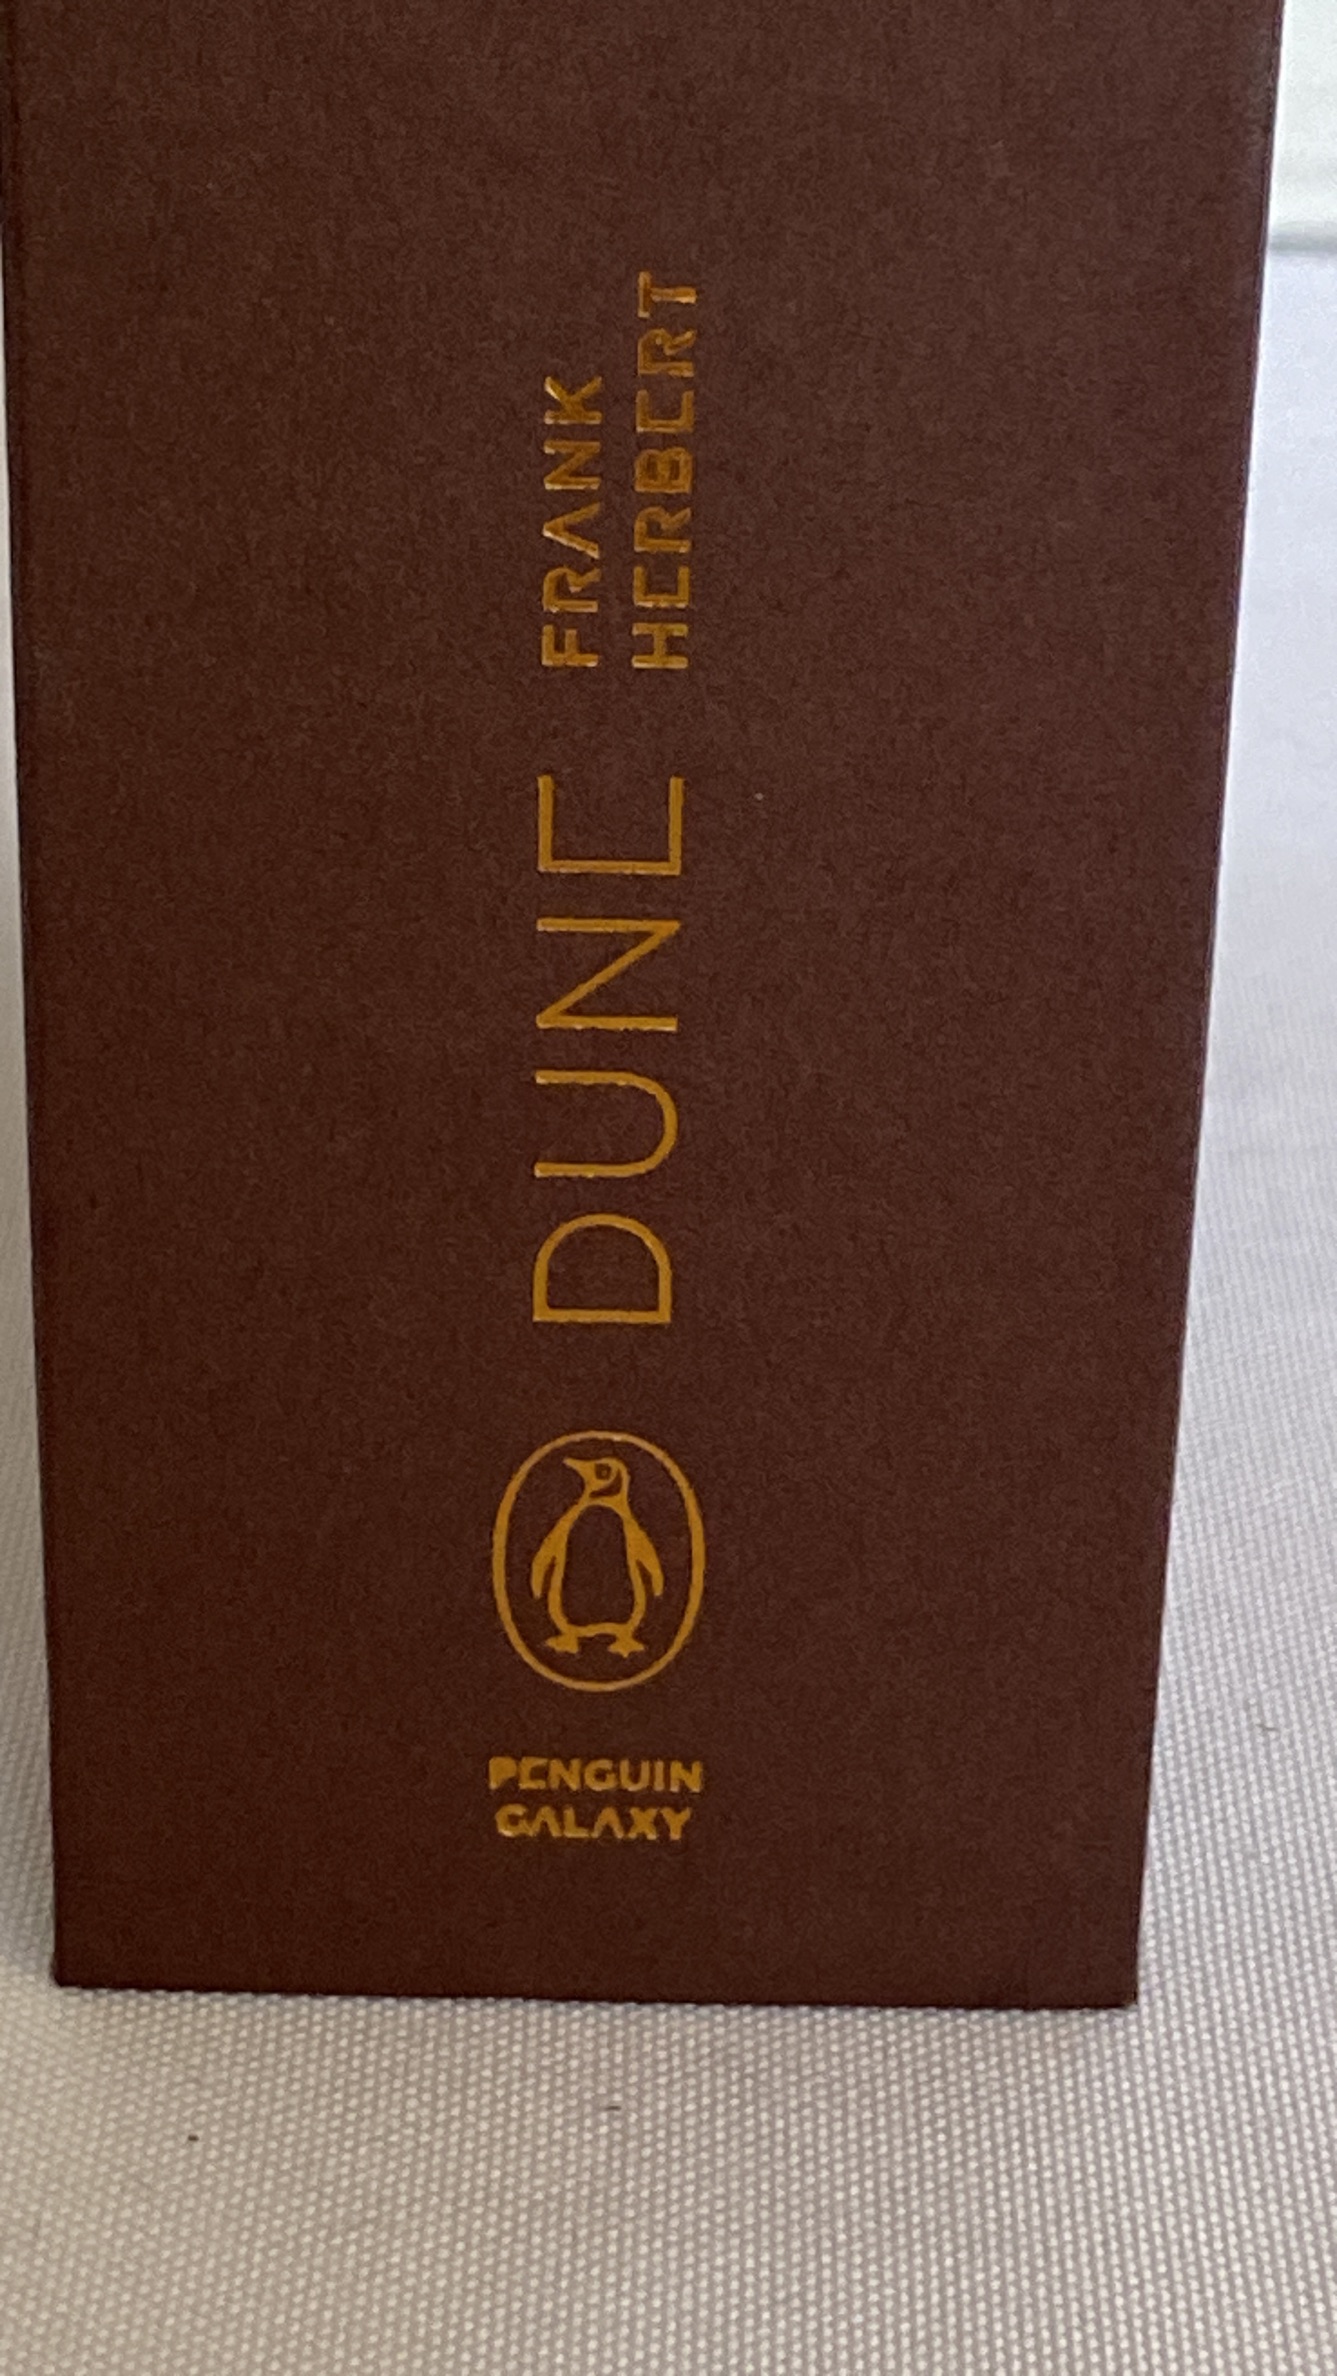 FRANK
HERBERT
DUNE
PENGUIN
GALAXY